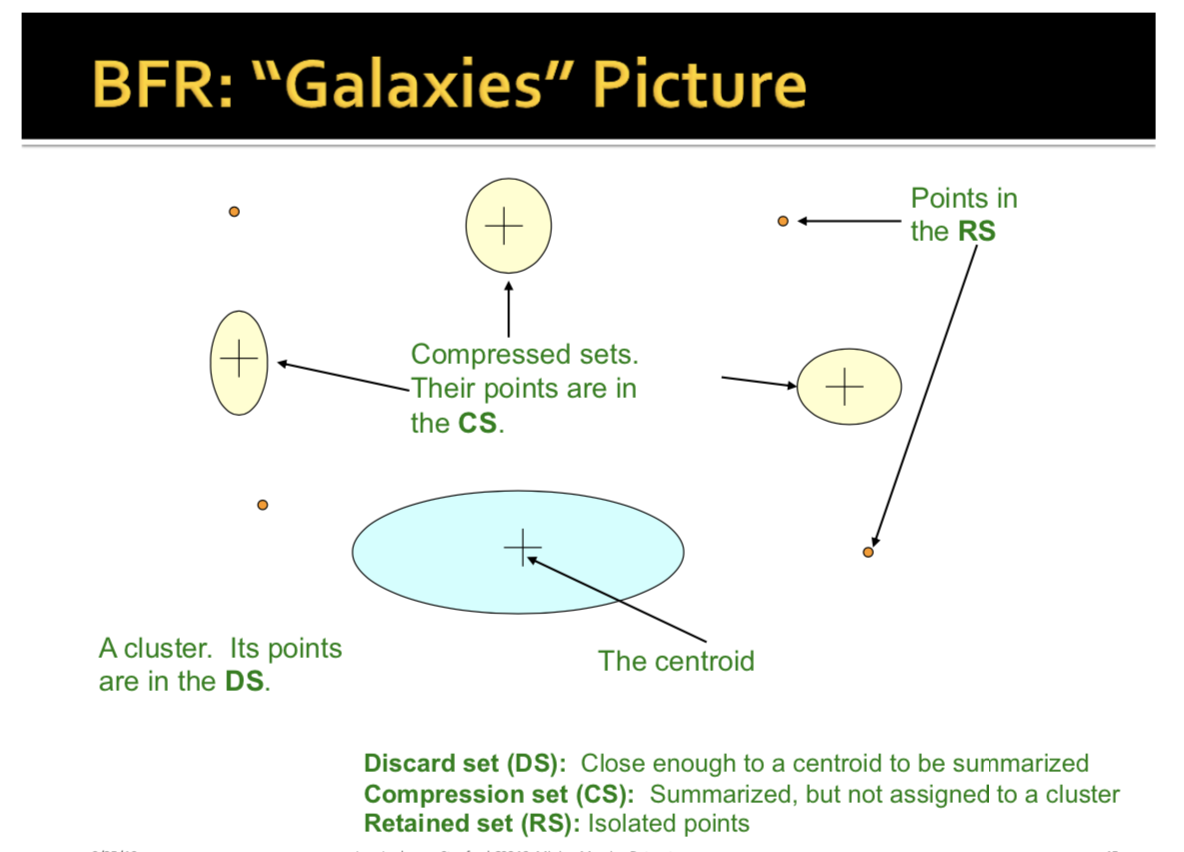 BFR: “Galaxies” Picture
Points in
the RS
Compressed sets.
Their points are in
the CS.
A cluster. Its points
are in the DS.
The centroid
Discard set (DS): Close enough to a centroid to be summarized
Compression set (CS): Summarized, but not assigned to a cluster
Retained set (RS): Isolated points